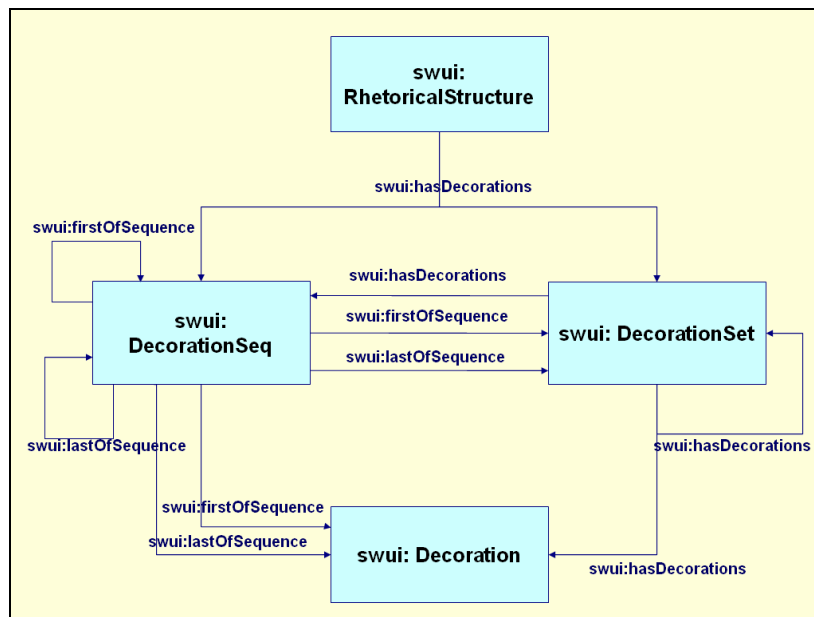 swui:
RhetoricalStructure
swui:hasDecorations
swui:firstOfSequence
swui:hasDecorations
swui:
DecorationSeq
swui:firstOfSequence
swui: DecorationSet
swui:lastOfSequence
swui:lastOfSequence
swui:hasDecorations
swui:firstOfSequence
swui:lastOfSequence
swui: Decoration
swui:hasDecorations